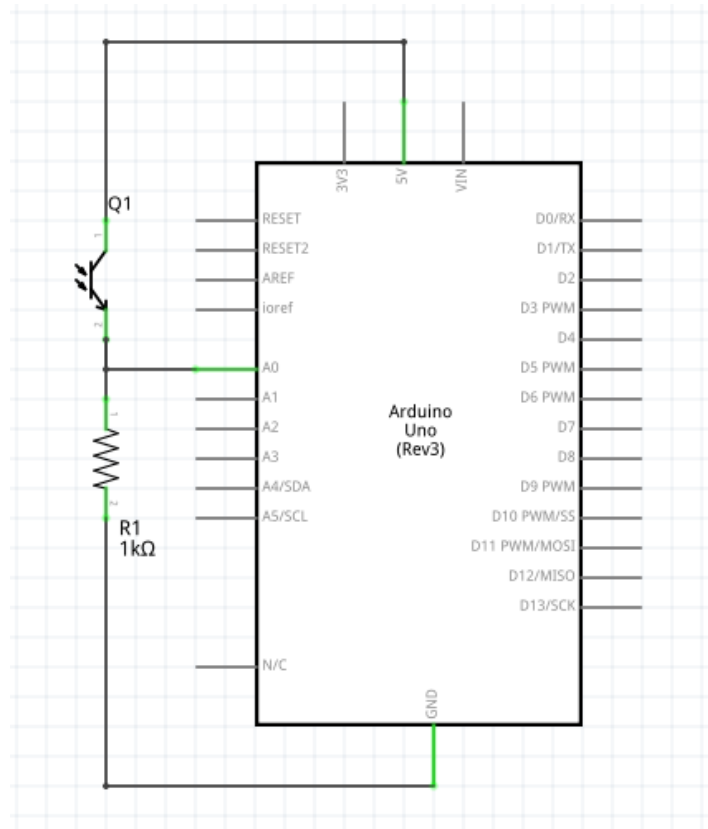 3V3
5V
VIN
Q1
1
2
RESET
RESET2
AREF
ioref
A0
A1
A2
A3
A4/SDA
A5/SCL
N/C
D0/RX
D1/TX
D2
D3 PWM
D4
D5 PWM
D6 PWM
D7
D8
D9 PWM
D10 PWM/SS
D11 PWM/MOSI
D12/MISO
D13/SCK
Arduino
Uno
(Rev3)
1
2
R1
1kΩ
GND